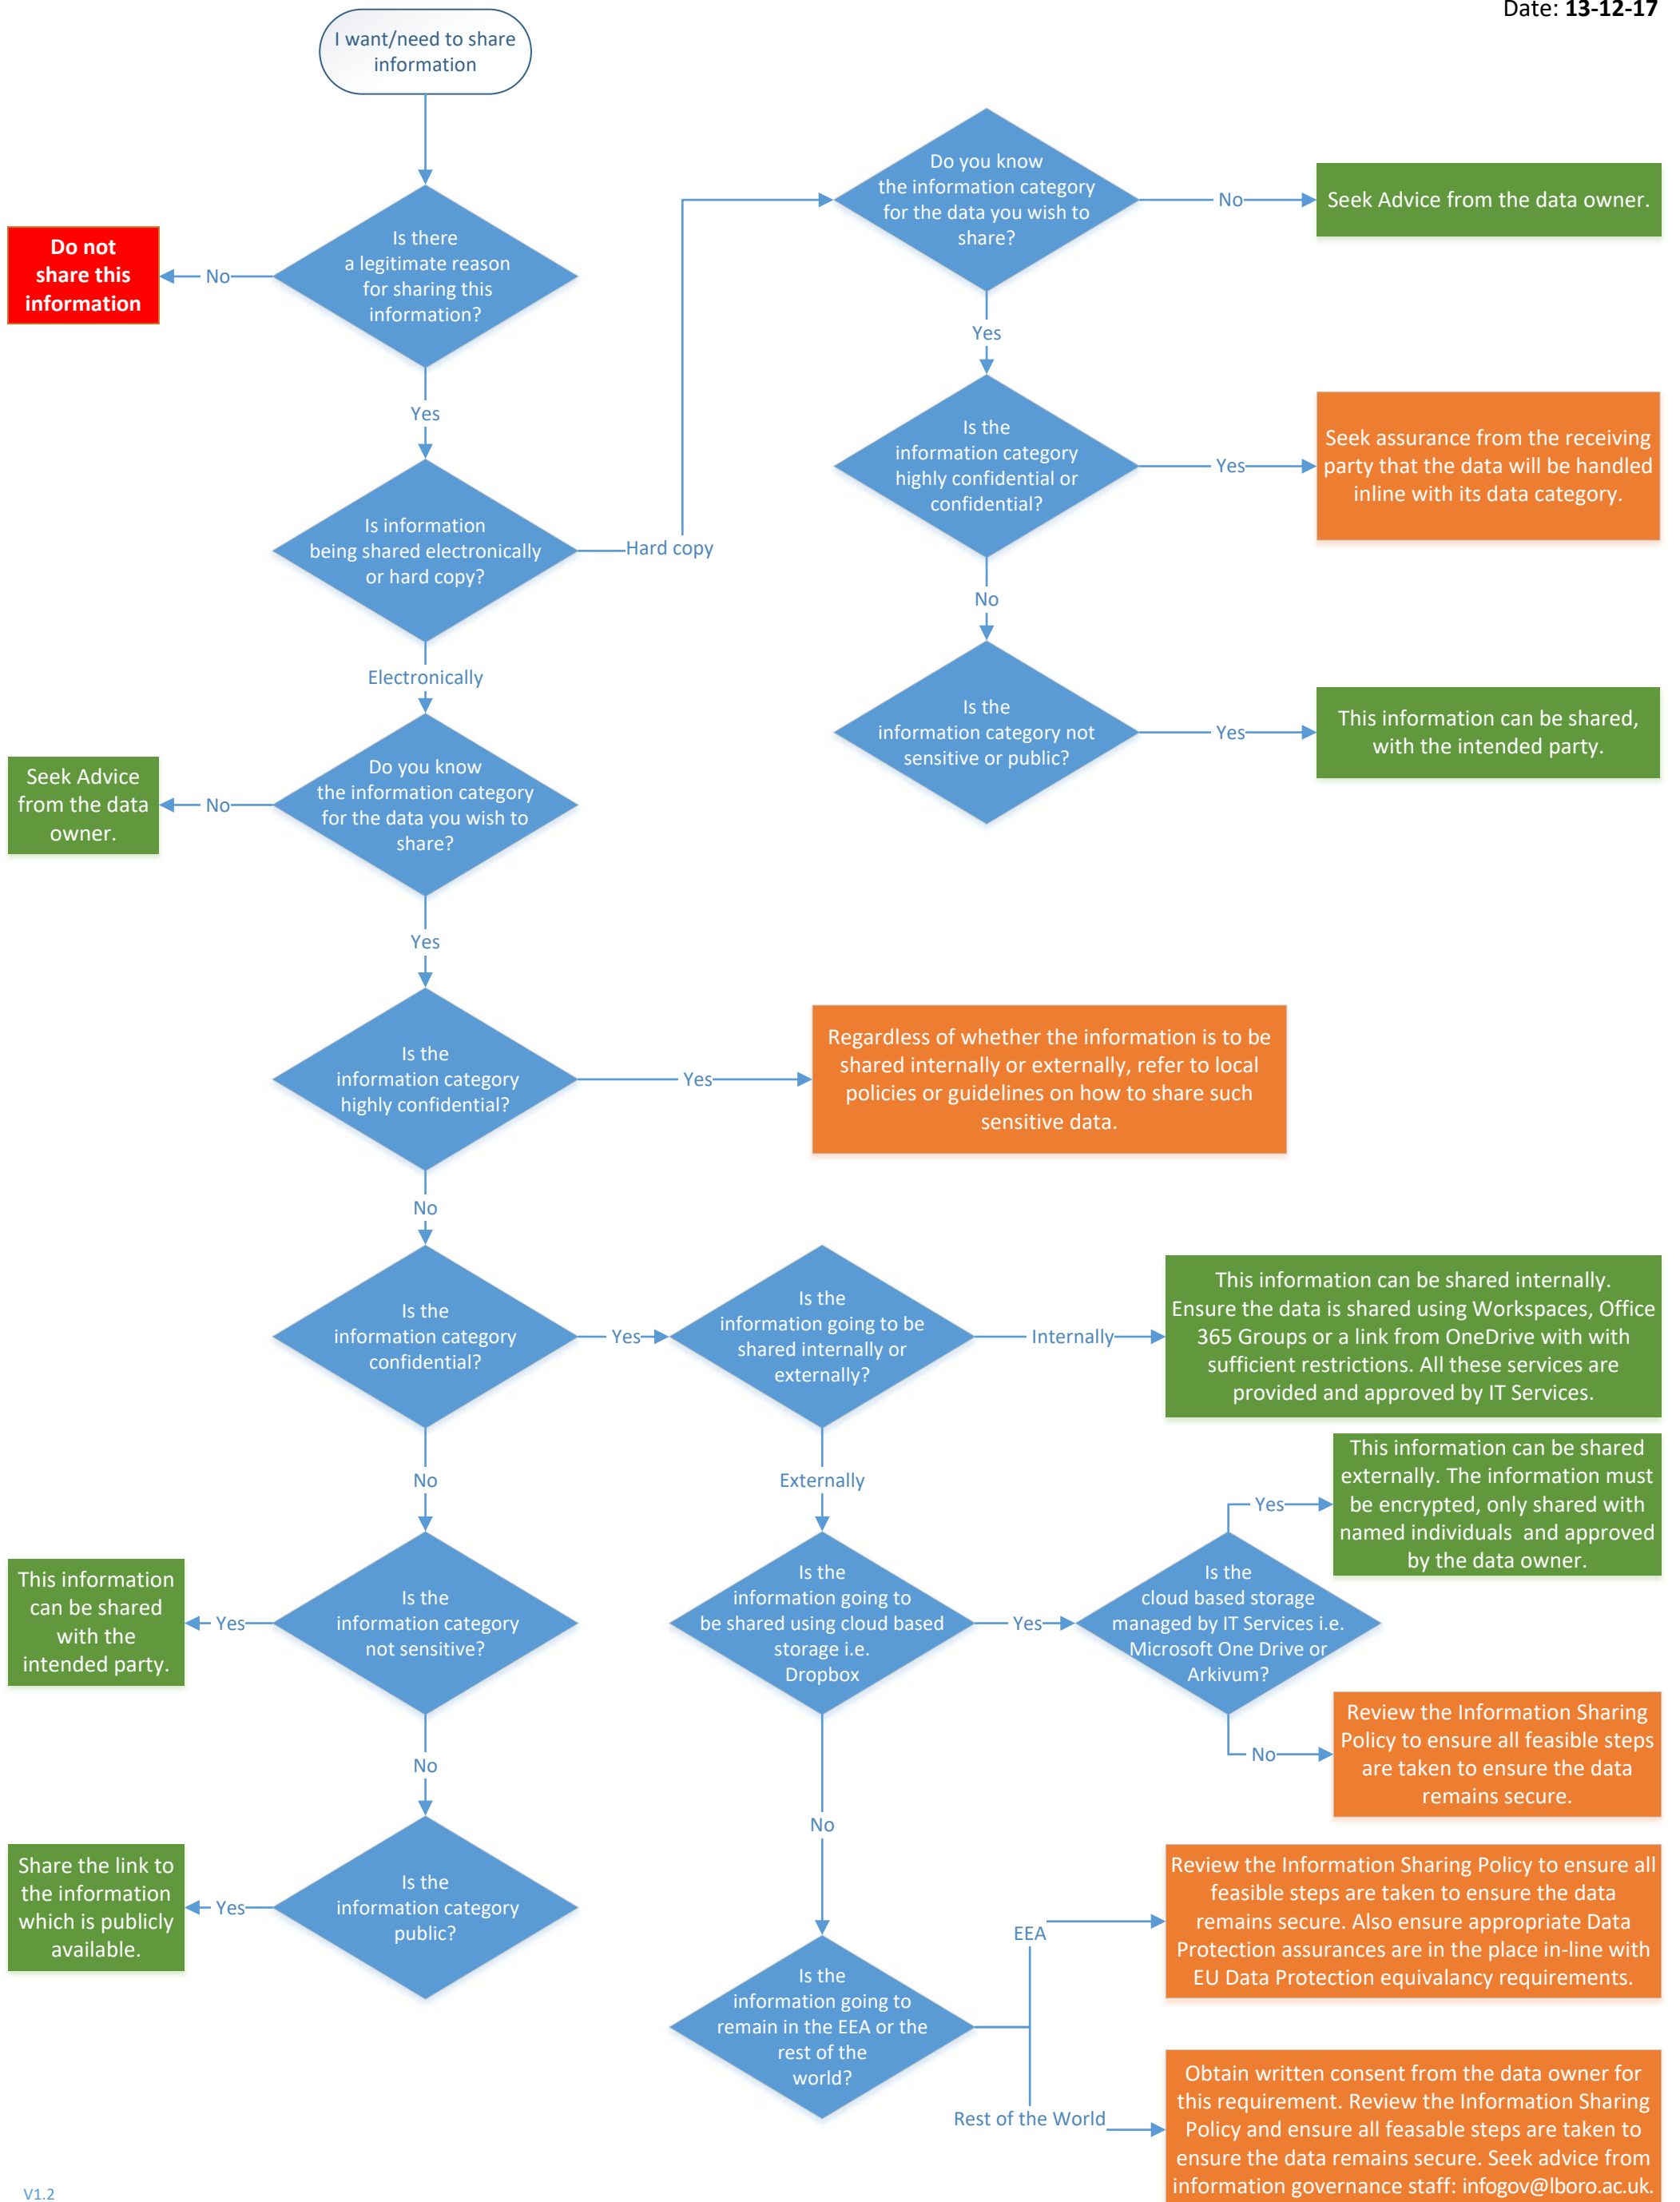 Date: 13-12-17
I want/need to share
information
Is there
a legitimate reason
for sharing this
information?
No
Do not
share this
information
Yes
Is information
being shared electronically
or hard copy?
Hard copy
Do you know
the information category
for the data you wish to
share?
No
Seek Advice from the data owner.
Yes
Is the
information category
highly confidential or
confidential?
Yes
Seek assurance from the receiving
party that the data will be handled
inline with its data category.
No
Is the
information category not
sensitive or public?
Yes
This information can be shared,
with the intended party.
Electronically
Do you know
the information category
for the data you wish to
share?
No
Seek Advice
from the data
owner.
Yes
Is the
information category
highly confidential?
Yes
Regardless of whether the information is to be
shared internally or externally, refer to local
policies or guidelines on how to share such
sensitive data.
No
Is the
information category
confidential?
Yes
Is the
information going to be
shared internally or
externally?
Internally
This information can be shared internally.
Ensure the data is shared using Workspaces, Office
365 Groups or a link from OneDrive with with
sufficient restrictions. All these services are
provided and approved by IT Services.
Externally
Is the
information going to
be shared using cloud based
storage i.e.
Dropbox
Yes
Is the
cloud based storage
managed by IT Services i.e.
Microsoft One Drive or
Arkivum?
Yes
This information can be shared
externally. The information must
be encrypted, only shared with
named individuals  and approved
by the data owner.
No
Review the Information Sharing
Policy to ensure all feasible steps
are taken to ensure the data
remains secure.
No
Is the
information category
not sensitive?
Yes
This information
can be shared
with the
intended party.
No
Is the
information category
public?
Yes
Share the link to
the information
which is publicly
available.
No
Is the
information going to
remain in the EEA or the
rest of the
world?
EEA
Review the Information Sharing Policy to ensure all
feasible steps are taken to ensure the data
remains secure. Also ensure appropriate Data
Protection assurances are in the place in-line with
EU Data Protection equivalancy requirements.
Rest of the World
Obtain written consent from the data owner for
this requirement. Review the Information Sharing
Policy and ensure all feasable steps are taken to
ensure the data remains secure. Seek advice from
information governance staff: infogov@lboro.ac.uk.
V1.2